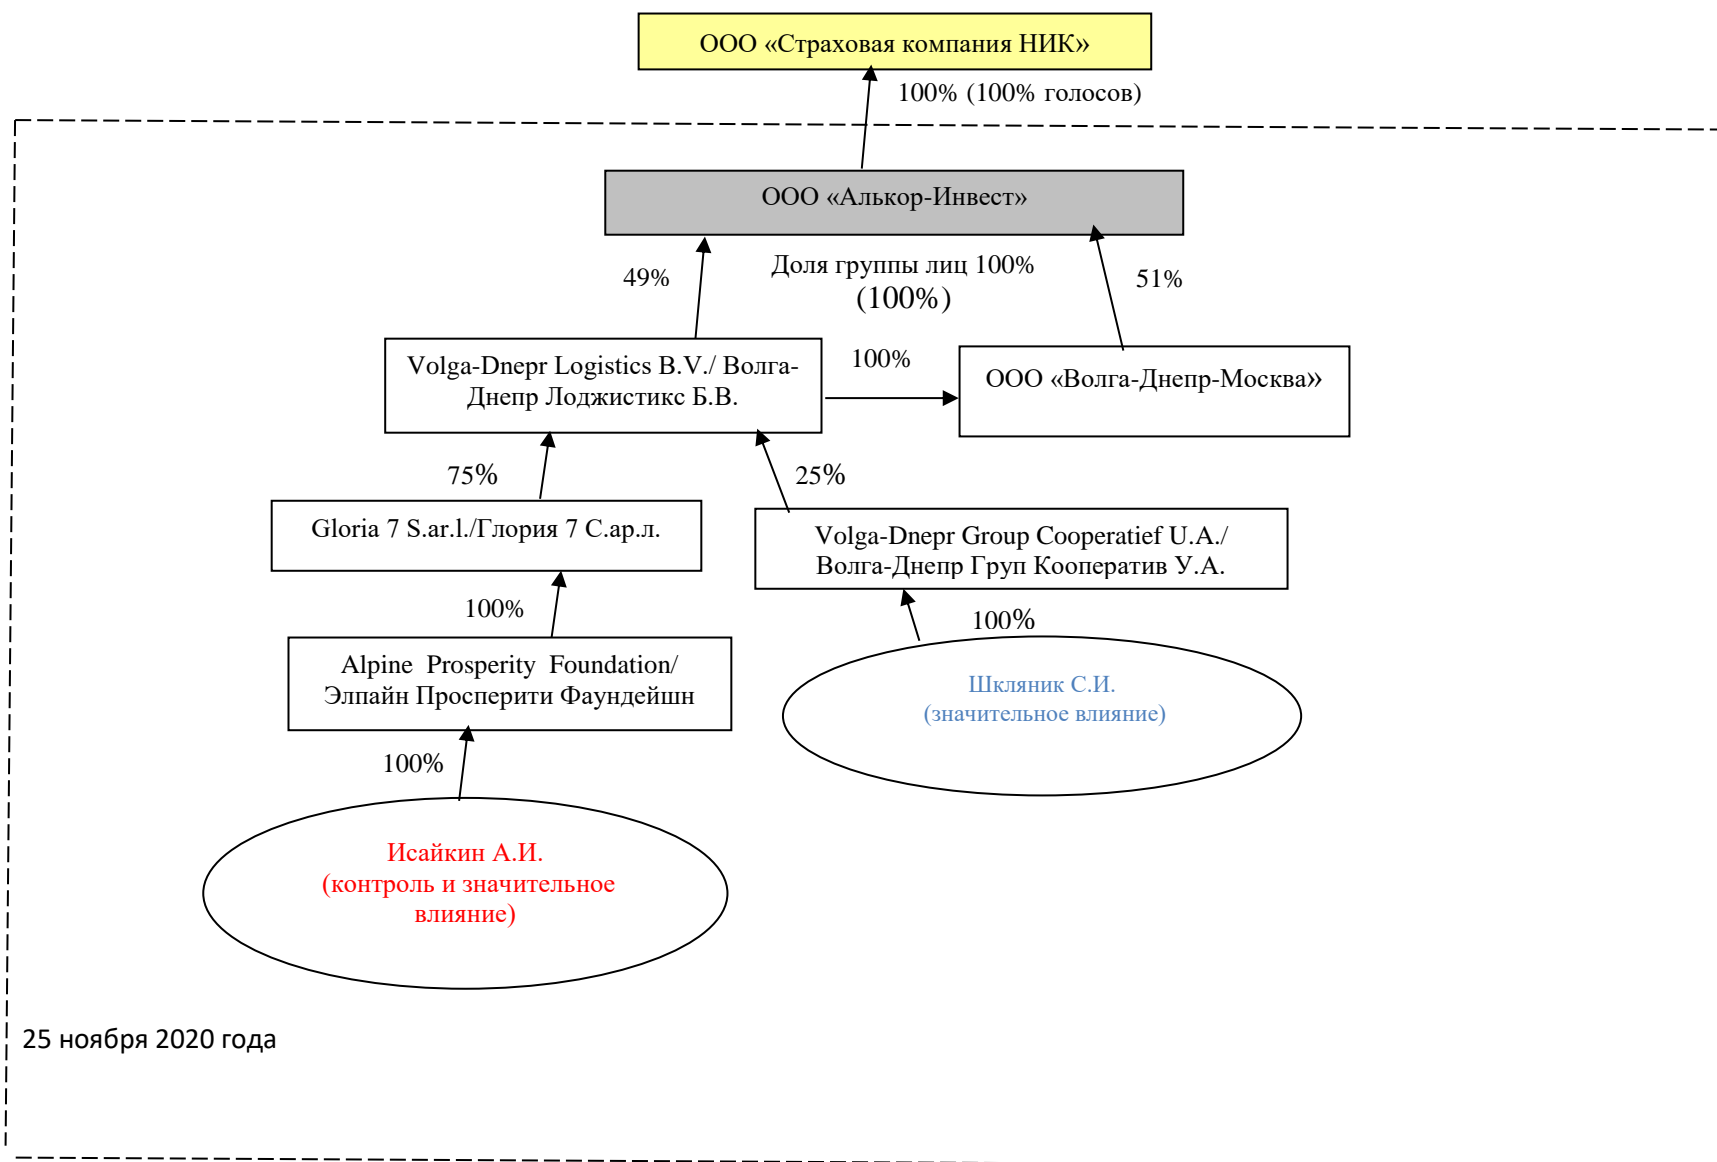 ООО «Страховая компания НИК»
100% (100% голосов)
ООО «Алькор-Инвест»
49%
Доля группы лиц 100%
(100%)
51%
Volga-Dnepr Logistics B.V./ Волга-
Днепр Лоджистикс Б.В.
100%
ООО «Волга-Днепр-Москва»
75%
25%
Gloria 7 S.ar.l./Глория 7 С.ар.л.
Volga-Dnepr Group Cooperatief U.A./
Волга-Днепр Груп Кооператив У.А.
100%
100%
Alpine Prosperity Foundation/
Элпайн Просперити Фаундейшн
Шкляник С.И.
(значительное влияние)
100%
Исайкин А.И.
(контроль и значительное
влияние)
25 ноября 2020 года